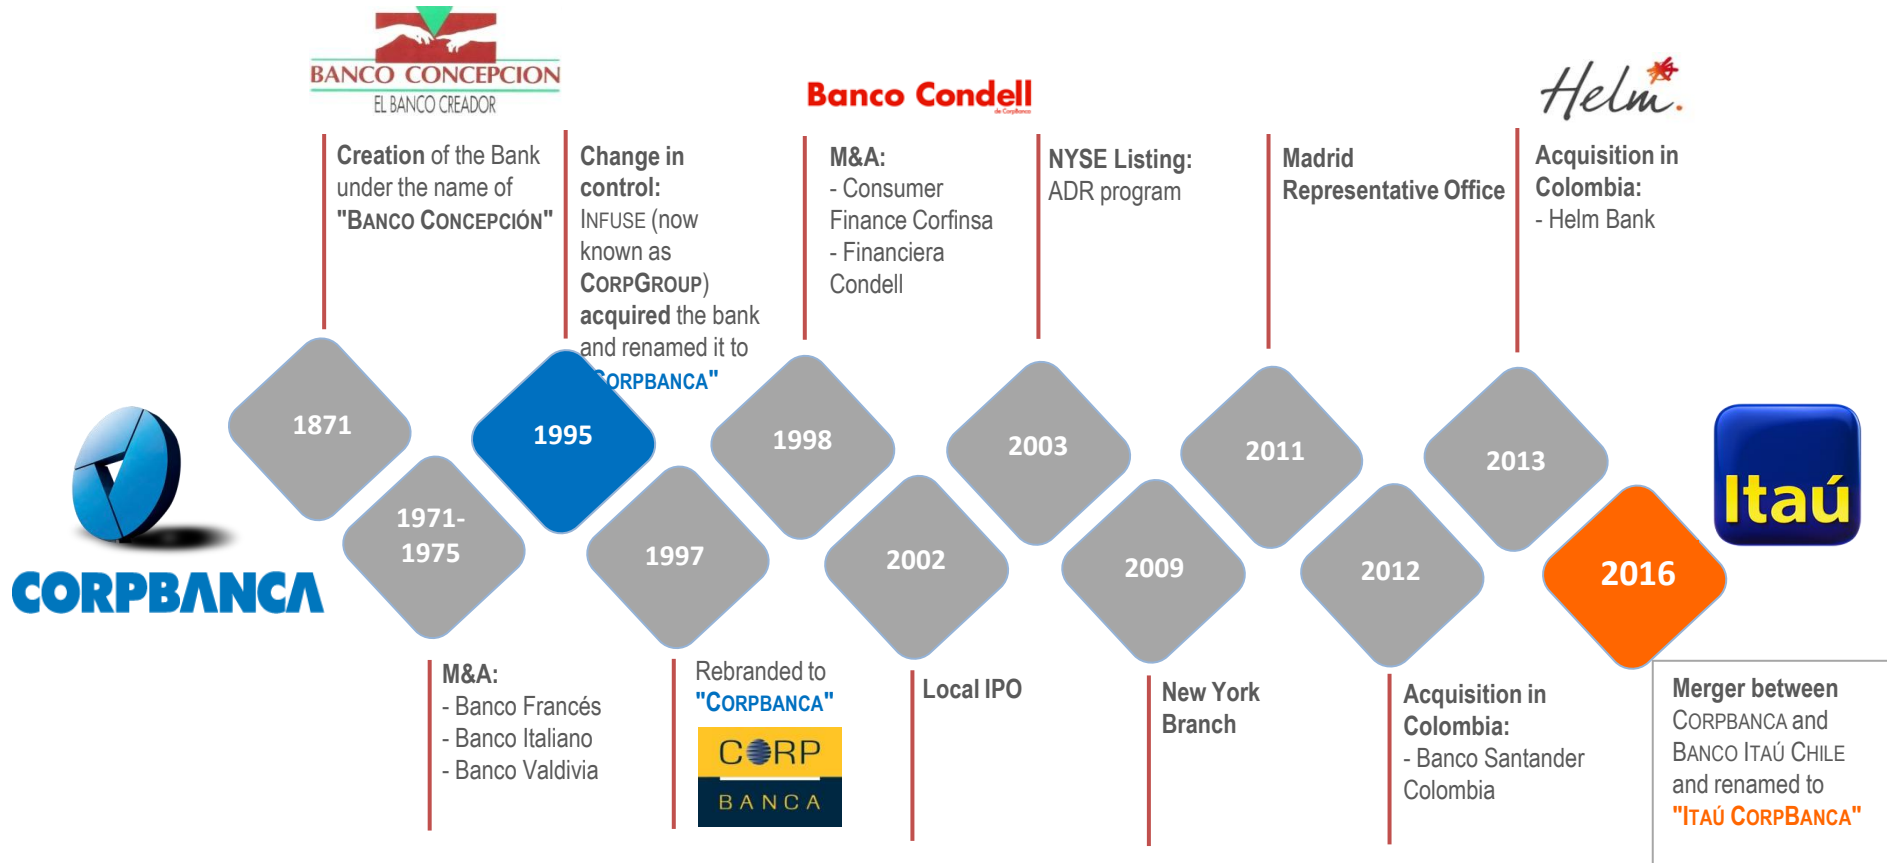 BANCO CONCEPCION
EL BANCO CREADOR
Banco Condell
de CorpBanca
Helm.
Creation of the Bank
under the name of
"BANCO CONCEPCIÓN"
Change in
control:
INFUSE (now
known as
CORPGROUP)
acquired the bank
and renamed it to
CORPBANCA"
M&A:
- Consumer
Finance Corfinsa
- Financiera
Condell
NYSE Listing:
ADR program
Madrid
Representative Office
Acquisition in
Colombia:
- Helm Bank
1871
1995
1998
2003
2011
2013
Itaú
CORPBANCA
1971-
1975
1997
2002
2009
2012
2016
M&A:
- Banco Francés
- Banco Italiano
- Banco Valdivia
Rebranded to
"CORPBANCA"
CORP
BANCA
Local IPO
New York
Branch
Acquisition in
Colombia:
- Banco Santander
Colombia
Merger between
CORPBANCA and
BANCO ITAÚ CHILE
and renamed to
"ITAÚ CORPBANCA"